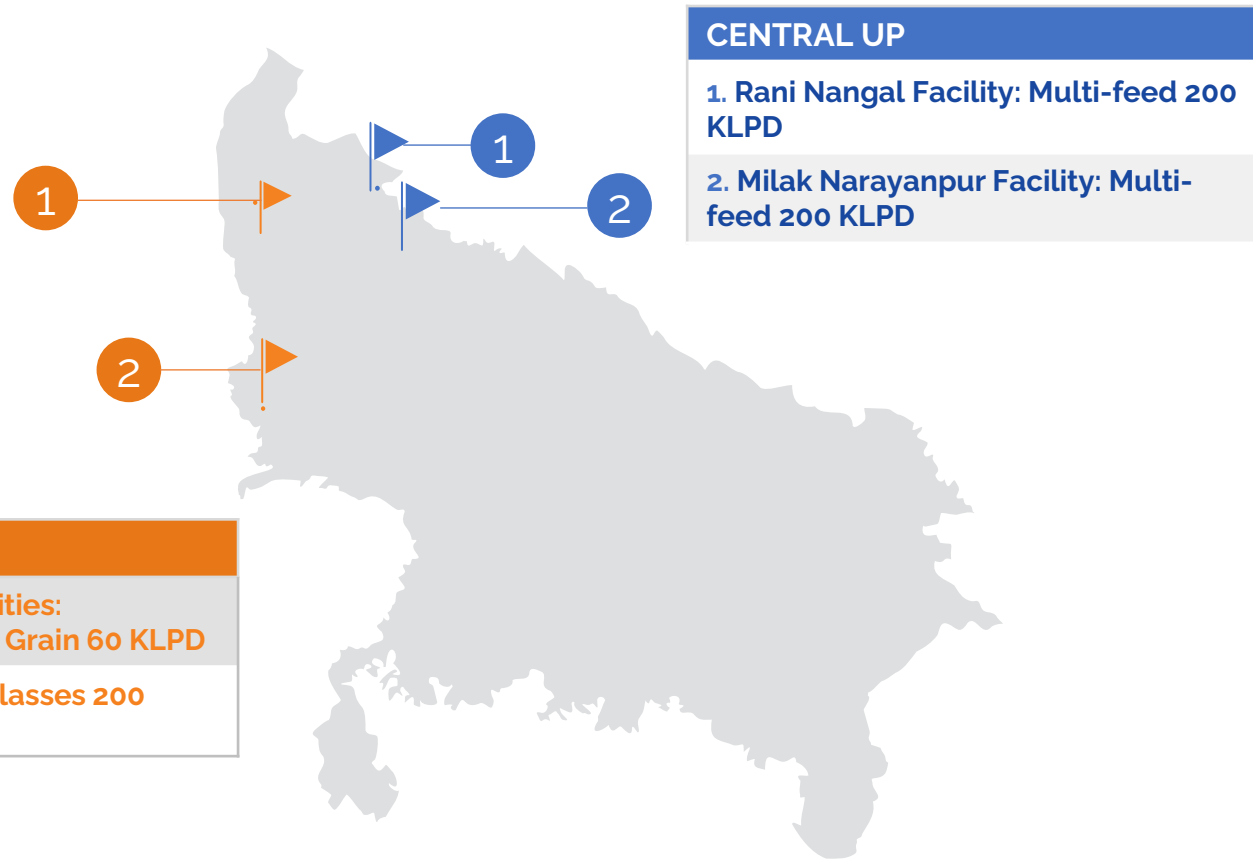 CENTRAL UP
1. Rani Nangal Facility: Multi-feed 200
KLPD
2. Milak Narayanpur Facility: Multi-
feed 200 KLPD
1
2
1
2
ities:
Grain 60 KLPD
lasses 200